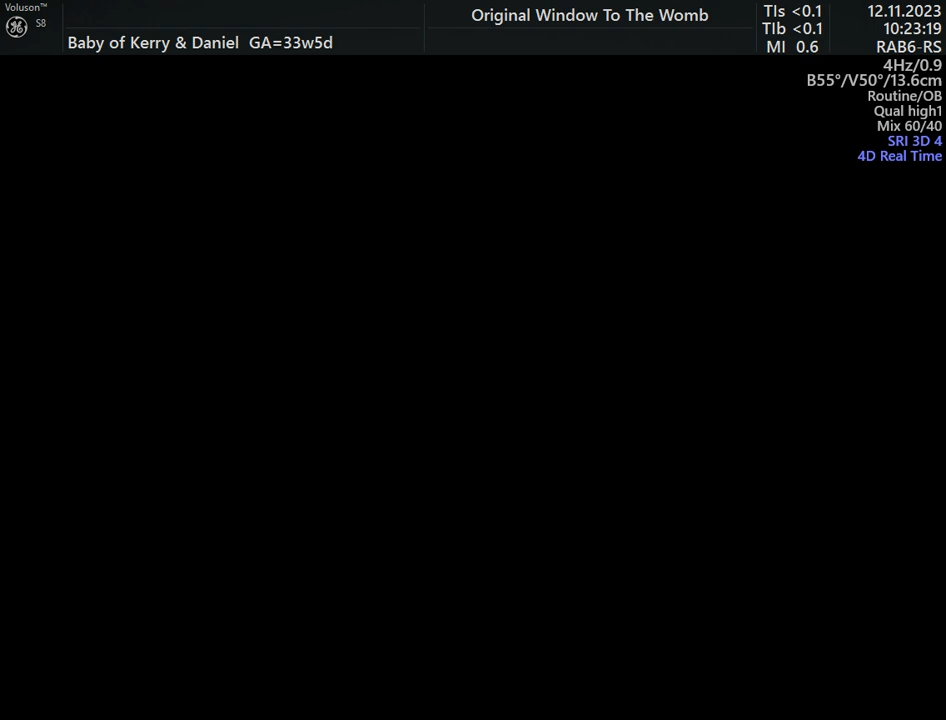 Voluson™
S8
Baby of Kerry & Daniel GA=33w5d
Original Window To The Womb
TIs <0.1
TIb <0.1
MI 0.6
12.11.2023
10:23:19
RAB6-RS
4Hz/0.9
B55°/V50°/13.6cm
Routine/OB
Qual high1
Mix 60/40
SRI 3D 4
4D Real Time